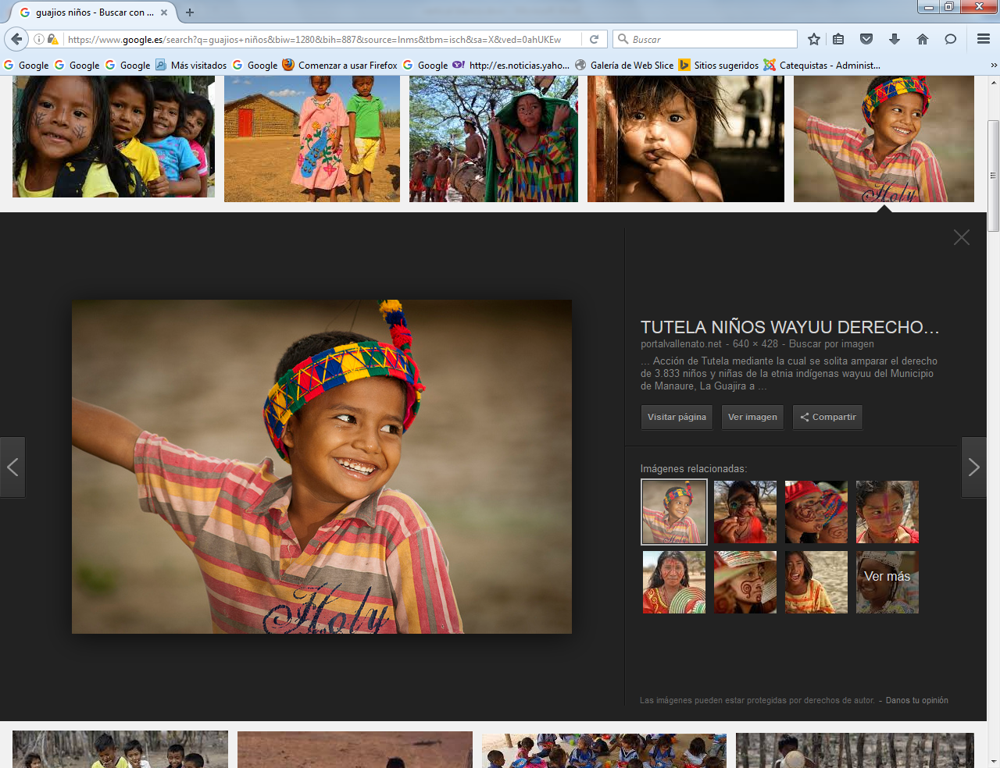 guajios niños - Buscar con ...
https://www.google.es/search?q=guajios+niños&biw=1280&bih=887&source=lnms&tbm=isch&sa=X&ved=0ahUKEw
Buscar
Google Google Google Más visitados Google Comenzar a usar Firefox Google http://es.noticias.yaho... Galería de Web Slice Sitios sugeridos Catequistas - Administ... »
Holy
TUTELA NIÑOS WAYUU DERECHO...
portalvallenato.net - 640 × 428 - Buscar por imagen
... Acción de Tutela mediante la cual se solita amparar el derecho
de 3.833 niños y niñas de la etnia indígenas wayuu del Municipio
de Manaure, La Guajira a ...
Visitar página Ver imagen Compartir
Imágenes relacionadas:
Ver más
Holy
Las imágenes pueden estar protegidas por derechos de autor. - Danos tu opinión